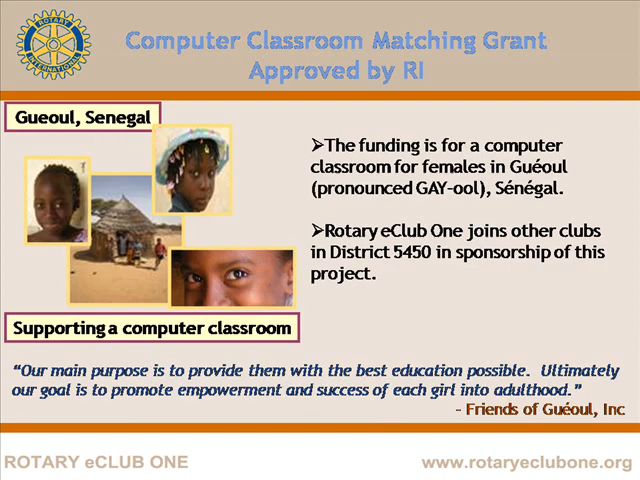 ROTARY
INTERNATIONAL
Computer Classroom Matching Grant
Approved by RI
Gueoul, Senegal
➢The funding is for a computer
classroom for females in Guéoul
(pronounced GAY-ool), Sénégal.
➢Rotary eClub One joins other clubs
in District 5450 in sponsorship of this
project.
Supporting a computer classroom
“Our main purpose is to provide them with the best education possible. Ultimately
our goal is to promote empowerment and success of each girl into adulthood.”
- Friends of Guéoul, Inc
ROTARY eCLUB ONE
www.rotaryeclubone.org